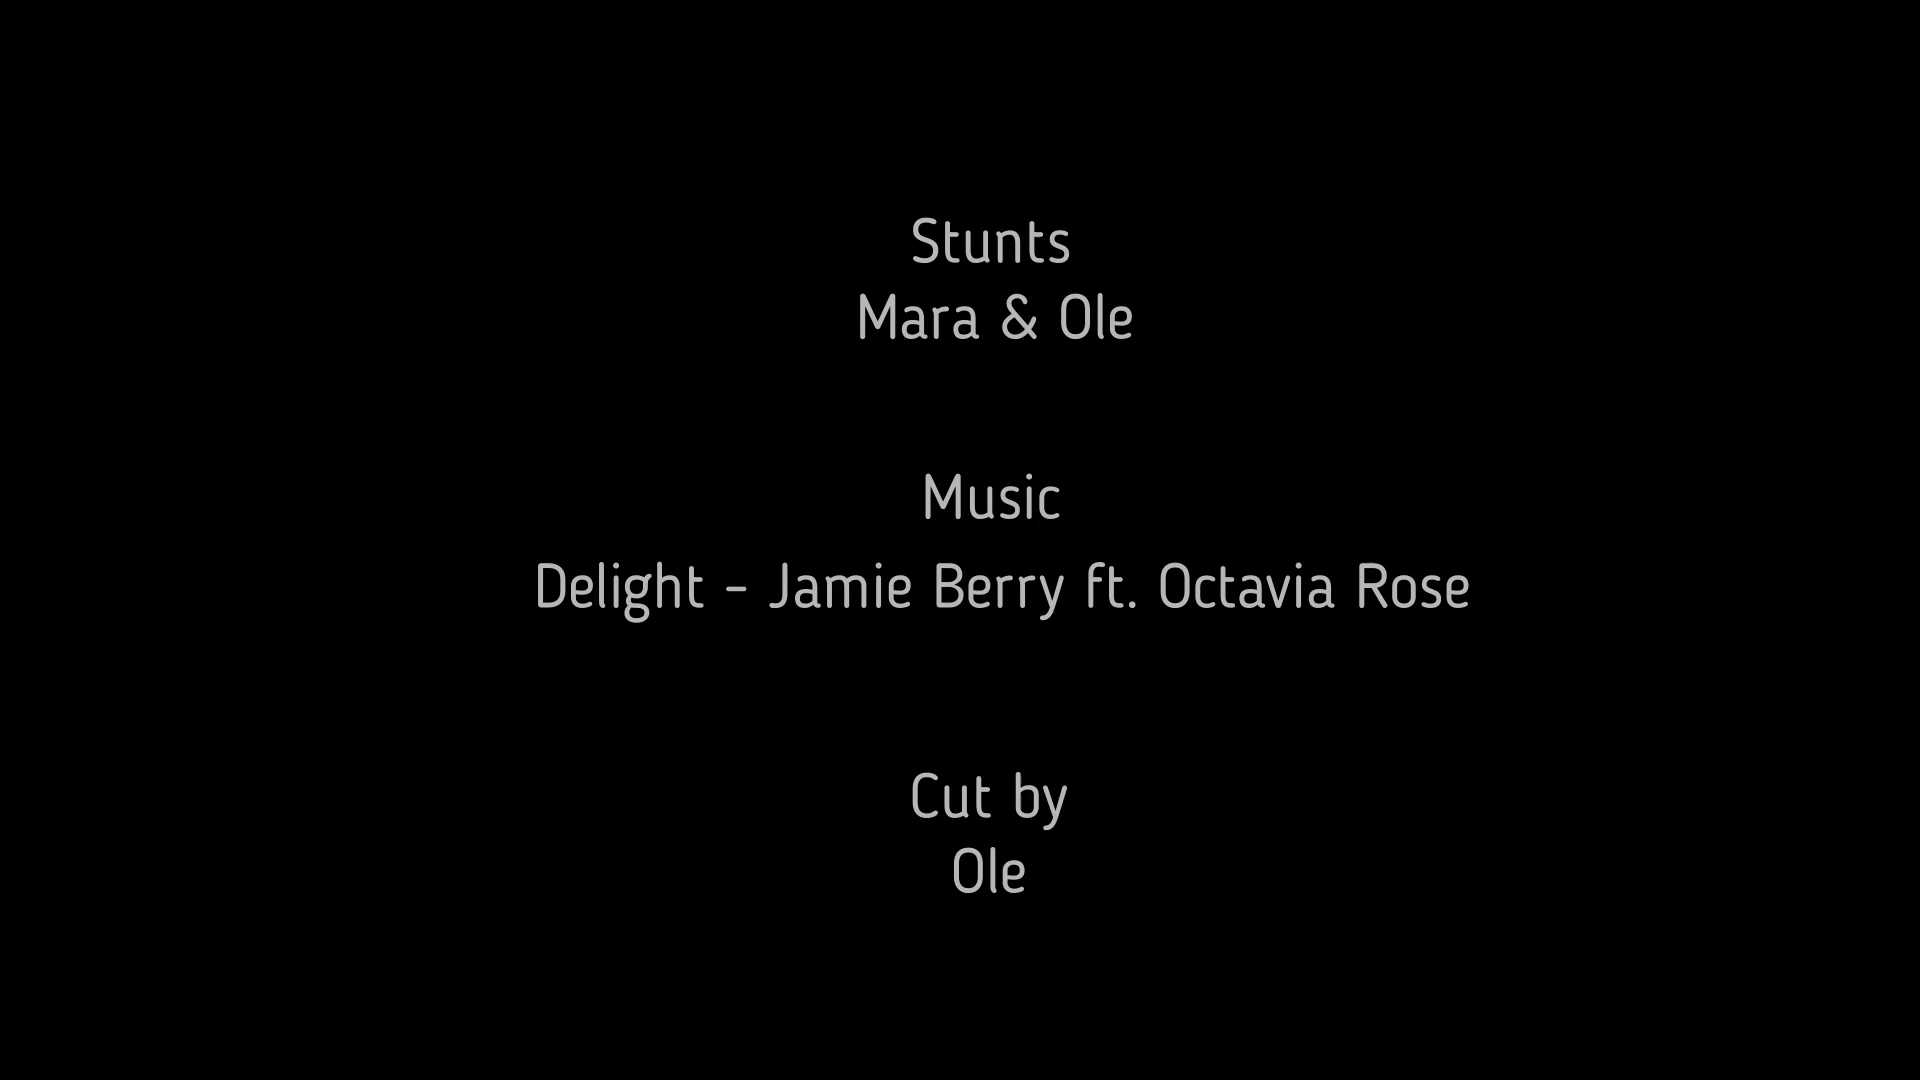 Stunts
Mara & Ole
Music
Delight - Jamie Berry ft. Octavia Rose
Cut by
Ole